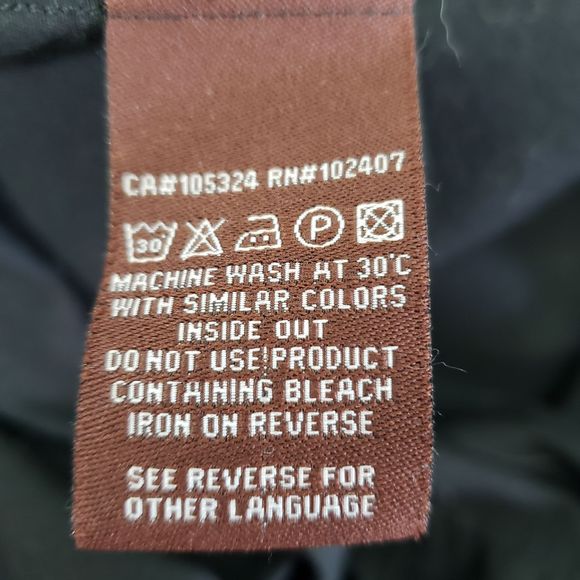 CA#105324 RN#102407
30 P
MACHINE WASH AT 30°C
WITH SIMILAR COLORS
INSIDE OUT
DO NOT USE PRODUCT
CONTAINING BLEACH
IRON ON REVERSE
SEE REVERSE FOR
OTHER LANGUAGE